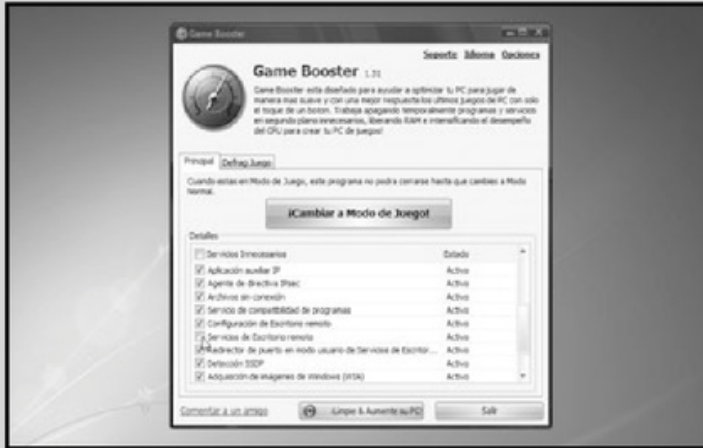 Game Booster
Soporte Idioma Opciones
Game Booster 1.31
Game Booster esta diseñado para ayudar a optimizar tu PC para jugar de
manera mas suave y con una mejor respuesta los ultimos juegos de PC con solo
el toque de un boton. Trabaja apagando temporalmente programas y servicios
en segundo plano innecesarios, liberando RAM e intensificando el desempeño
del CPU para crear tu PC de juegos!
Principal Defrag Juego
Cuando estas en Modo de Juego, este programa no podra cerrarse hasta que cambies a Modo
Normal.
¡Cambiar a Modo de Juego!
Detalles
Servicios Innecesarios Estado
Aplicación auxiliar IP Activo
Agente de directiva IPsec Activo
Archivos sin conexión Activo
Servicio de compatibilidad de programas Activo
Configuración de Escritorio remoto Activo
Servicios de Escritorio remoto Activo
Redirector de puerto en modo usuario de Servicios de Escritor... Activo
Detección SSDP Activo
Adquisición de imágenes de Windows (WIA) Activo
Comentar a un amigo ¡Limpie & Aumente su PC! Salir